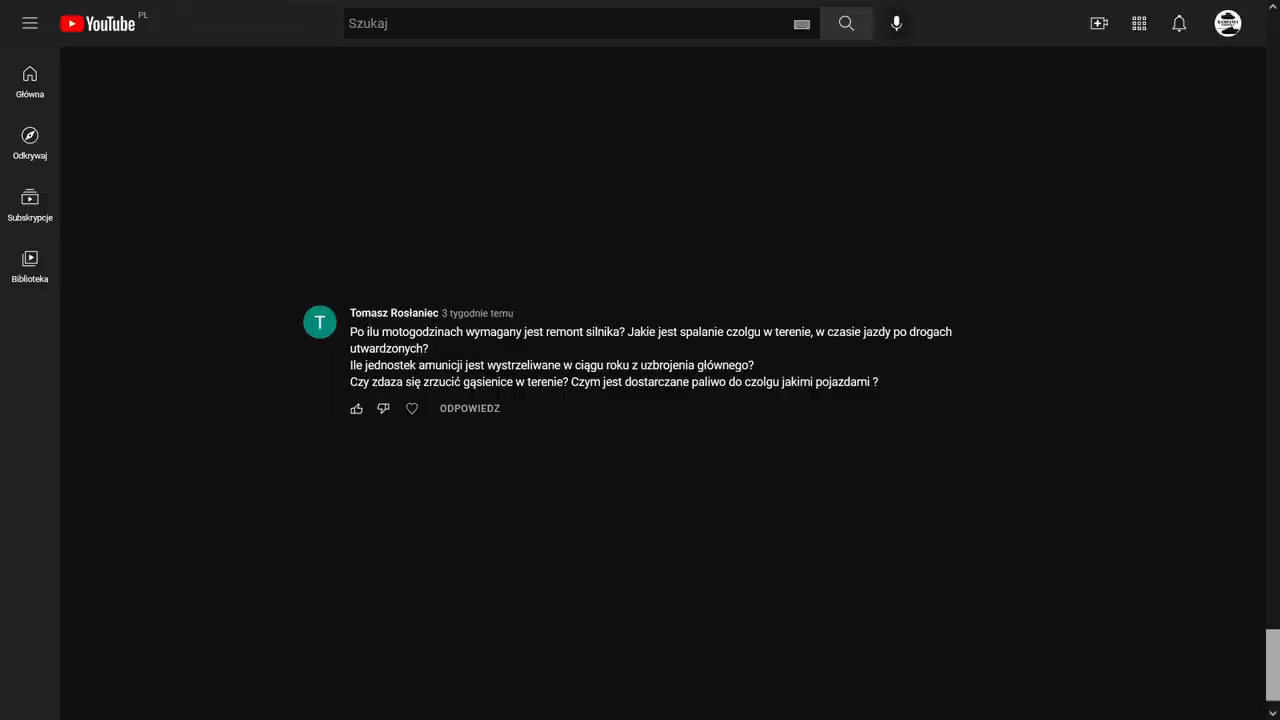 YouTube PL
Szukaj
Główna
Odkrywaj
Subskrypcje
Biblioteka
Tomasz Rosłaniec 3 tygodnie temu
Po ilu motogodzinach wymagany jest remont silnika? Jakie jest spalanie czolgu w terenie, w czasie jazdy po drogach
utwardzonych?
Ile jednostek amunicji jest wystrzeliwane w ciągu roku z uzbrojenia głównego?
Czy zdaza się zrzucić gąsienice w terenie? Czym jest dostarczane paliwo do czolgu jakimi pojazdami ?
ODPOWIEDZ
T